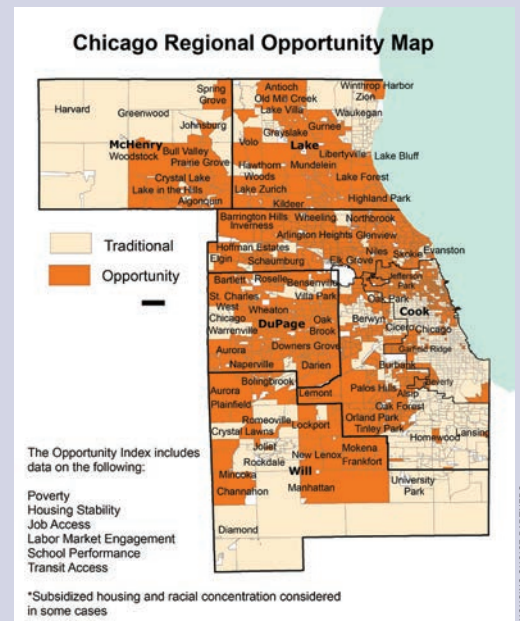 Chicago Regional Opportunity Map
Spring
Grove
Antioch
Old Mill Creek
Lake Villa
Winthrop Harbor
Zion
Harvard
Greenwood
Johnsburg
Waukegan
Gurnee
Grayslake
Volo
Lake
McHenry
Woodstock
Bull Valley
Prairie Grove
Libertyville
Lake Bluff
Hawthorn
Woods
Mundelein
Crystal Lake
Lake in the Hills
Algonquin
Lake Zurich
Lake Forest
Kildeer
Highland Park
Barrington Hills
Inverness
Wheeling
Northbrook
Arlington Heights
Glenview
Traditional
Opportunity
Hoffman Estates
Elgin
Schaumburg
Elk Grove
Niles
Skokie
Evanston
Bartlett
Roselle
Bensenville
Jefferson
Park
St. Charles
West
Chicago
Wheaton
Villa Park
Oak Park
Cook
Warrenville
DuPage
Oak
Brook
Berwyn
Cicero
Chicago
Downers Grove
Garfield Ridge
Aurora
Naperville
Darien
Burbank
Beverly
Bolingbrook
Lemont
Palos Hills
Alsip
Aurora
Plainfield
Oak Forest
Romeoville
Lockport
Orland Park
Tinley Park
Crystal Lawns
Homewood
Lansing
Joliet
Rockdale
New Lenox
Mokena
Frankfort
Will
Minooka
Channahon
Manhattan
University
Park
Diamond
The Opportunity Index includes
data on the following:
Poverty
Housing Stability
Job Access
Labor Market Engagement
School Performance
Transit Access
*Subsidized housing and racial concentration considered
in some cases